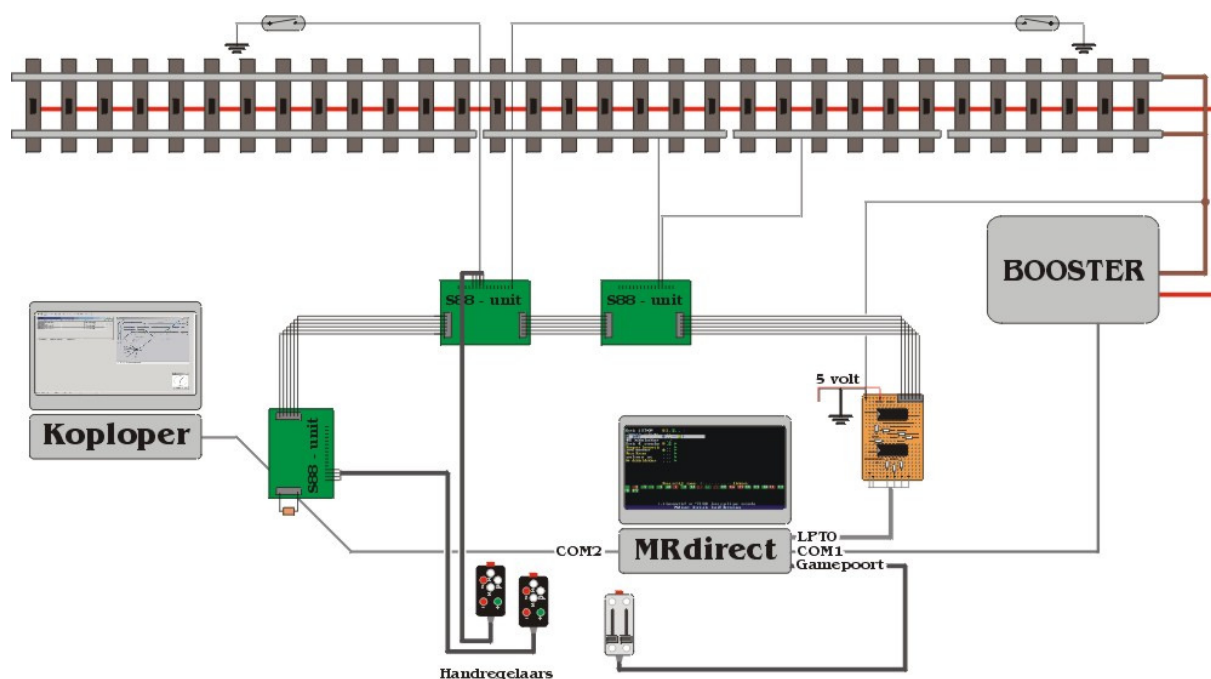 BOOSTER
S88 - unit
S88 - unit
5 volt
Koploper
S88 - unit
MRdirect
LPT0
COM1
COM2
Gamepoort
Handregelaars